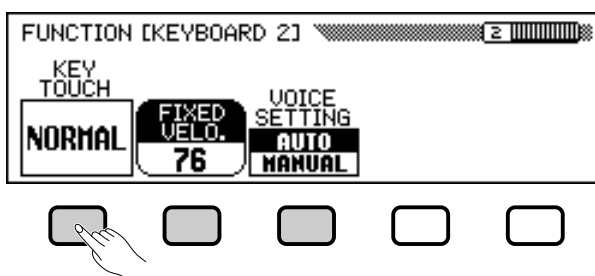 FUNCTION [KEYBOARD 2]
2
KEY
TOUCH
NORMAL
FIXED
VELO.
76
VOICE
SETTING
AUTO
MANUAL